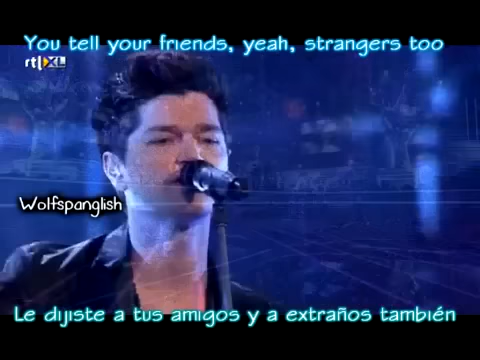 You tell your friends, yeah, strangers too
rtl XL
Wolfspanglish
Le dijiste a tus amigos y a extraños también